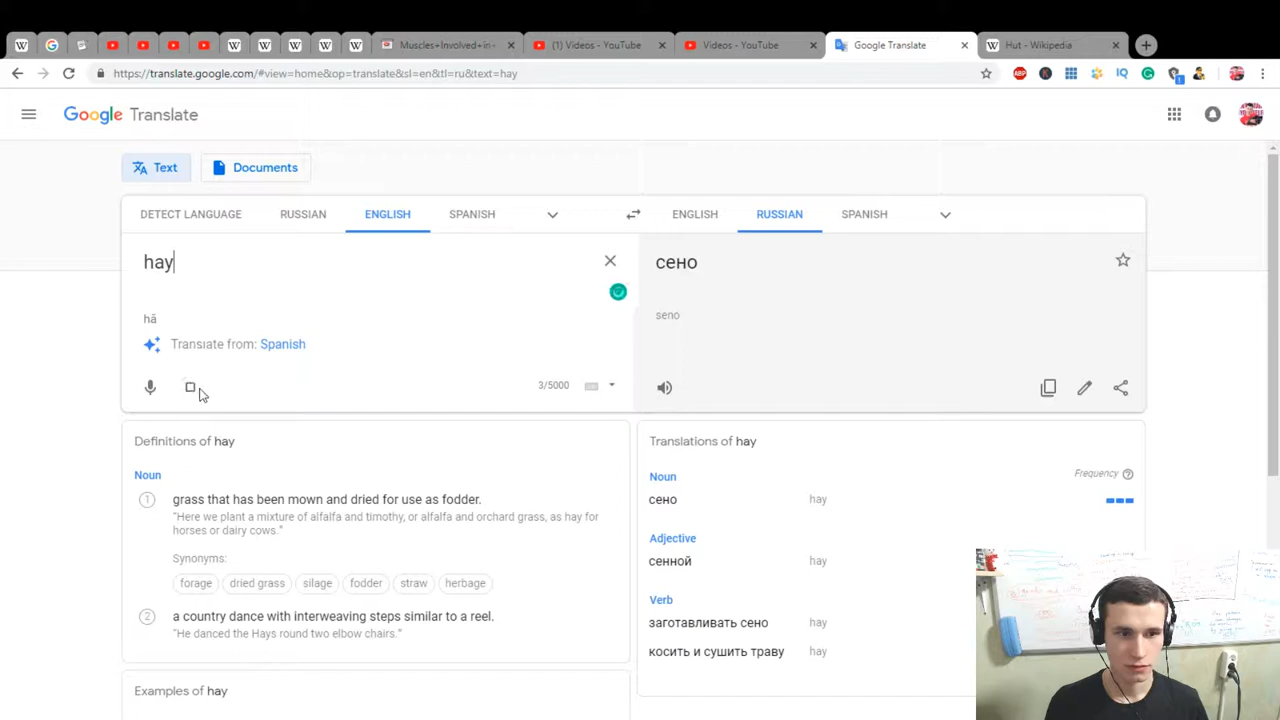 Muscles+Involved+in+
(1) Videos - YouTube
Videos - YouTube
Google Translate
Hut - Wikipedia
https://translate.google.com/#view=home&op=translate&sl=en&tl=ru&text=hay
Google Translate
Text
Documents
DETECT LANGUAGE
RUSSIAN
ENGLISH
SPANISH
ENGLISH
RUSSIAN
SPANISH
hay
сено
hā
seno
Translate from: Spanish
3/5000
Definitions of hay
Translations of hay
Noun
1 grass that has been mown and dried for use as fodder.
"Here we plant a mixture of alfalfa and timothy, or alfalfa and orchard grass, as hay for
horses or dairy cows."
Synonyms:
forage
dried grass
silage
fodder
straw
herbage
2 a country dance with interweaving steps similar to a reel.
"He danced the Hays round two elbow chairs."
Examples of hay
Noun
Frequency
сено hay
Adjective
сенной hay
Verb
заготавливать сено hay
косить и сушить траву hay